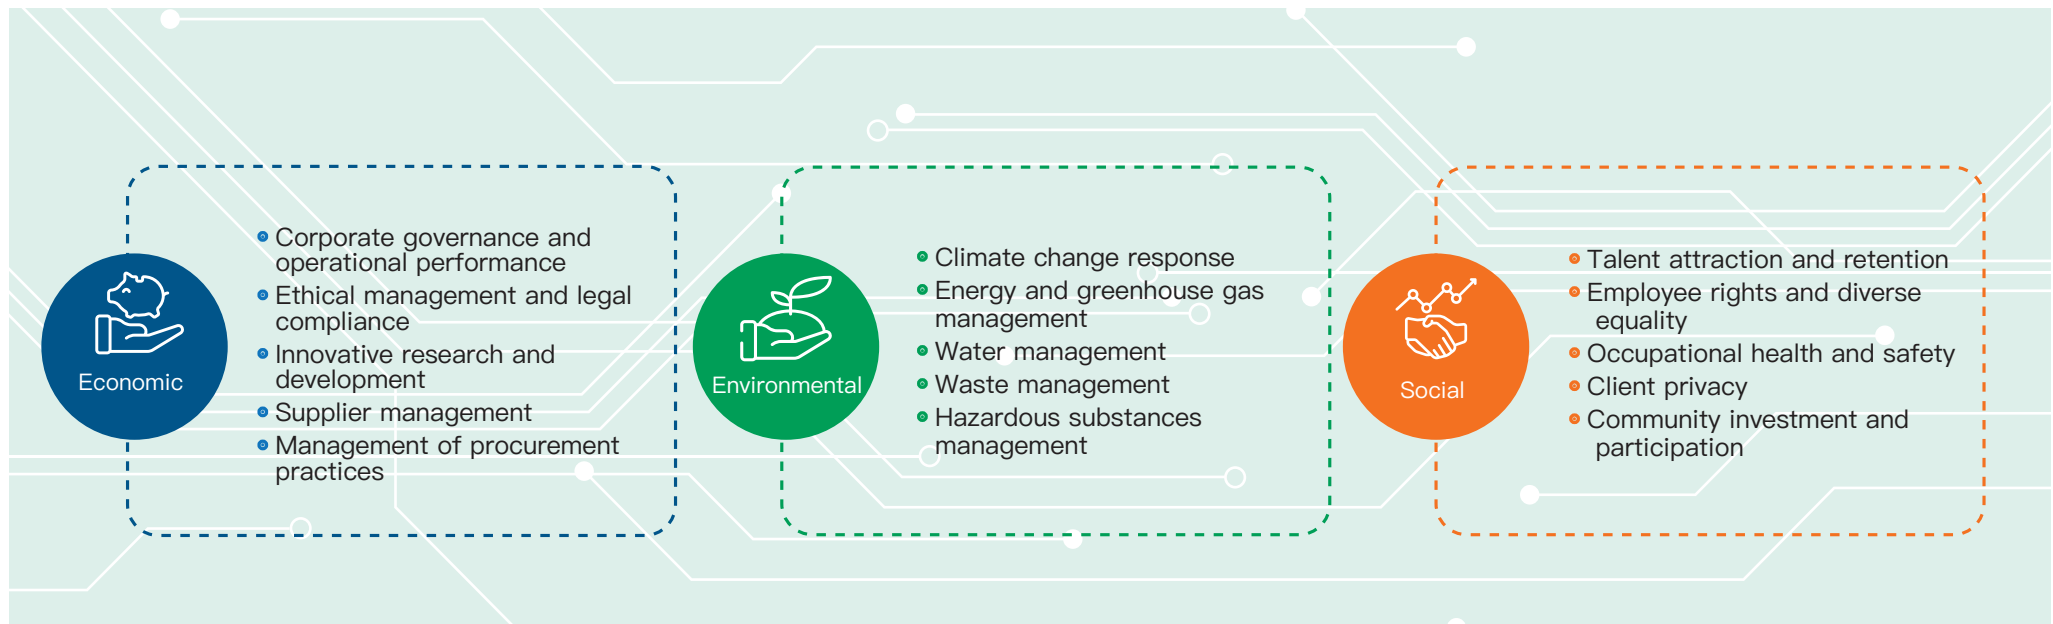 Economic
Corporate governance and
operational performance
Ethical management and legal
compliance
Innovative research and
development
Supplier management
Management of procurement
practices
Environmental
Climate change response
Energy and greenhouse gas
management
Water management
Waste management
Hazardous substances
management
Social
Talent attraction and retention
Employee rights and diverse
equality
Occupational health and safety
Client privacy
Community investment and
participation